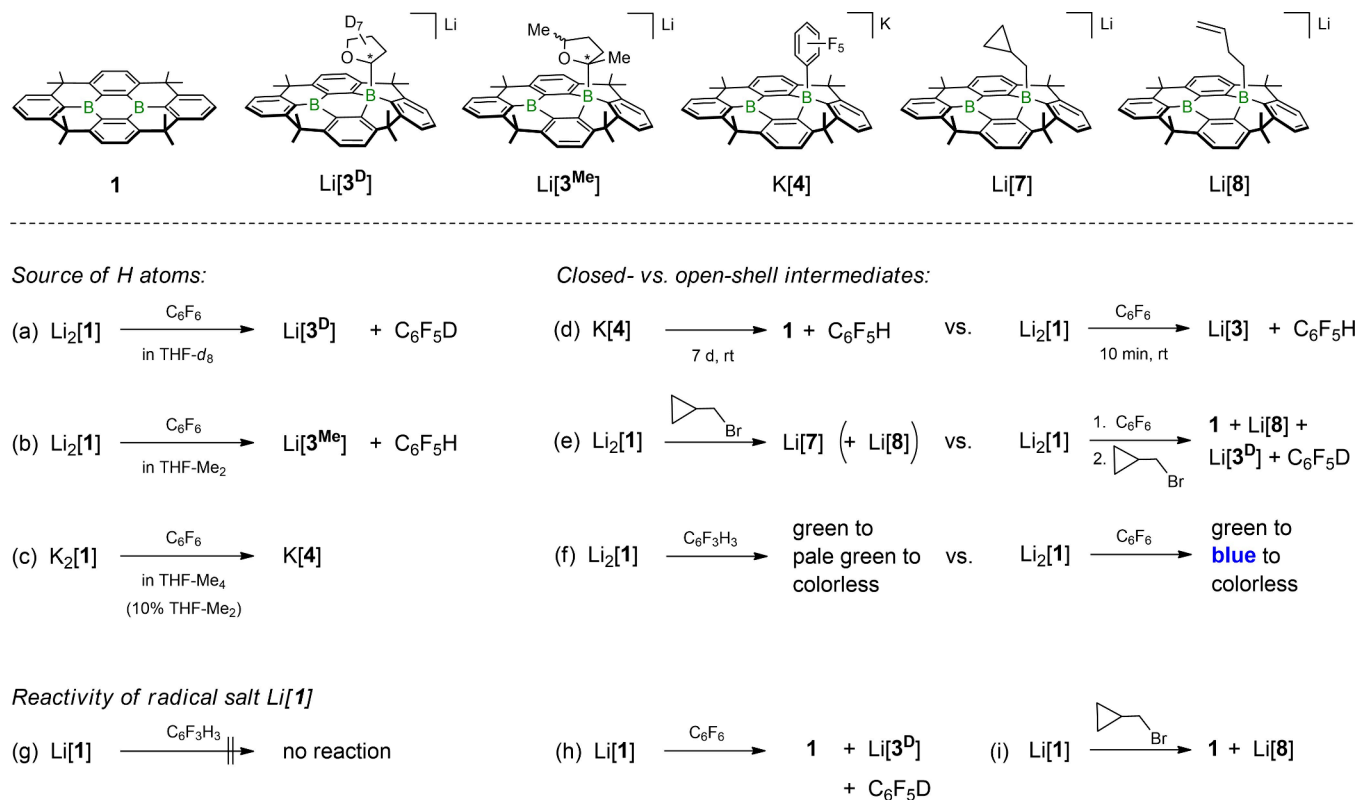 D7 O * B B ]Li
Me O * Me B B ]Li
F5 B B ]K
B B ]Li
B B ]Li
B B
1 Li[3D] Li[3Me] K[4] Li[7] Li[8]
Source of H atoms:
Closed- vs. open-shell intermediates:
(a) Li2[1] C6F6 in THF-d8 Li[3D] + C6F5D
(d) K[4] 7 d, rt 1 + C6F5H vs. Li2[1] C6F6 10 min, rt Li[3] + C6F5H
(b) Li2[1] C6F6 in THF-Me2 Li[3Me] + C6F5H
(e) Li2[1] Br Li[7] (+ Li[8]) vs. Li2[1] 1. C6F6 2. Br 1 + Li[8] +
Li[3D] + C6F5D
(c) K2[1] C6F6 in THF-Me4 K[4]
(10% THF-Me2)
(f) Li2[1] C6F3H3 green to
pale green to
colorless
vs. Li2[1] C6F6 green to
blue to
colorless
Reactivity of radical salt Li[1]
(g) Li[1] C6F3H3 no reaction
(h) Li[1] C6F6 1 + Li[3D]
+ C6F5D
(i) Li[1] Br 1 + Li[8]